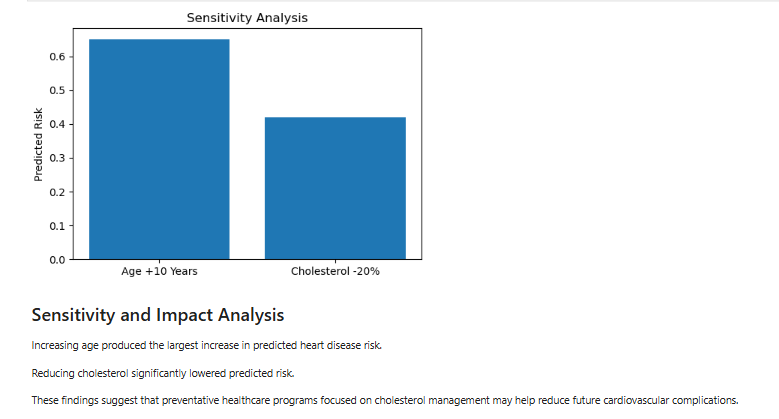 Sensitivity Analysis
0.6
0.5
0.4
0.3
0.2
0.1
0.0
Predicted Risk
Age +10 Years
Cholesterol -20%
Sensitivity and Impact Analysis
Increasing age produced the largest increase in predicted heart disease risk.
Reducing cholesterol significantly lowered predicted risk.
These findings suggest that preventative healthcare programs focused on cholesterol management may help reduce future cardiovascular complications.